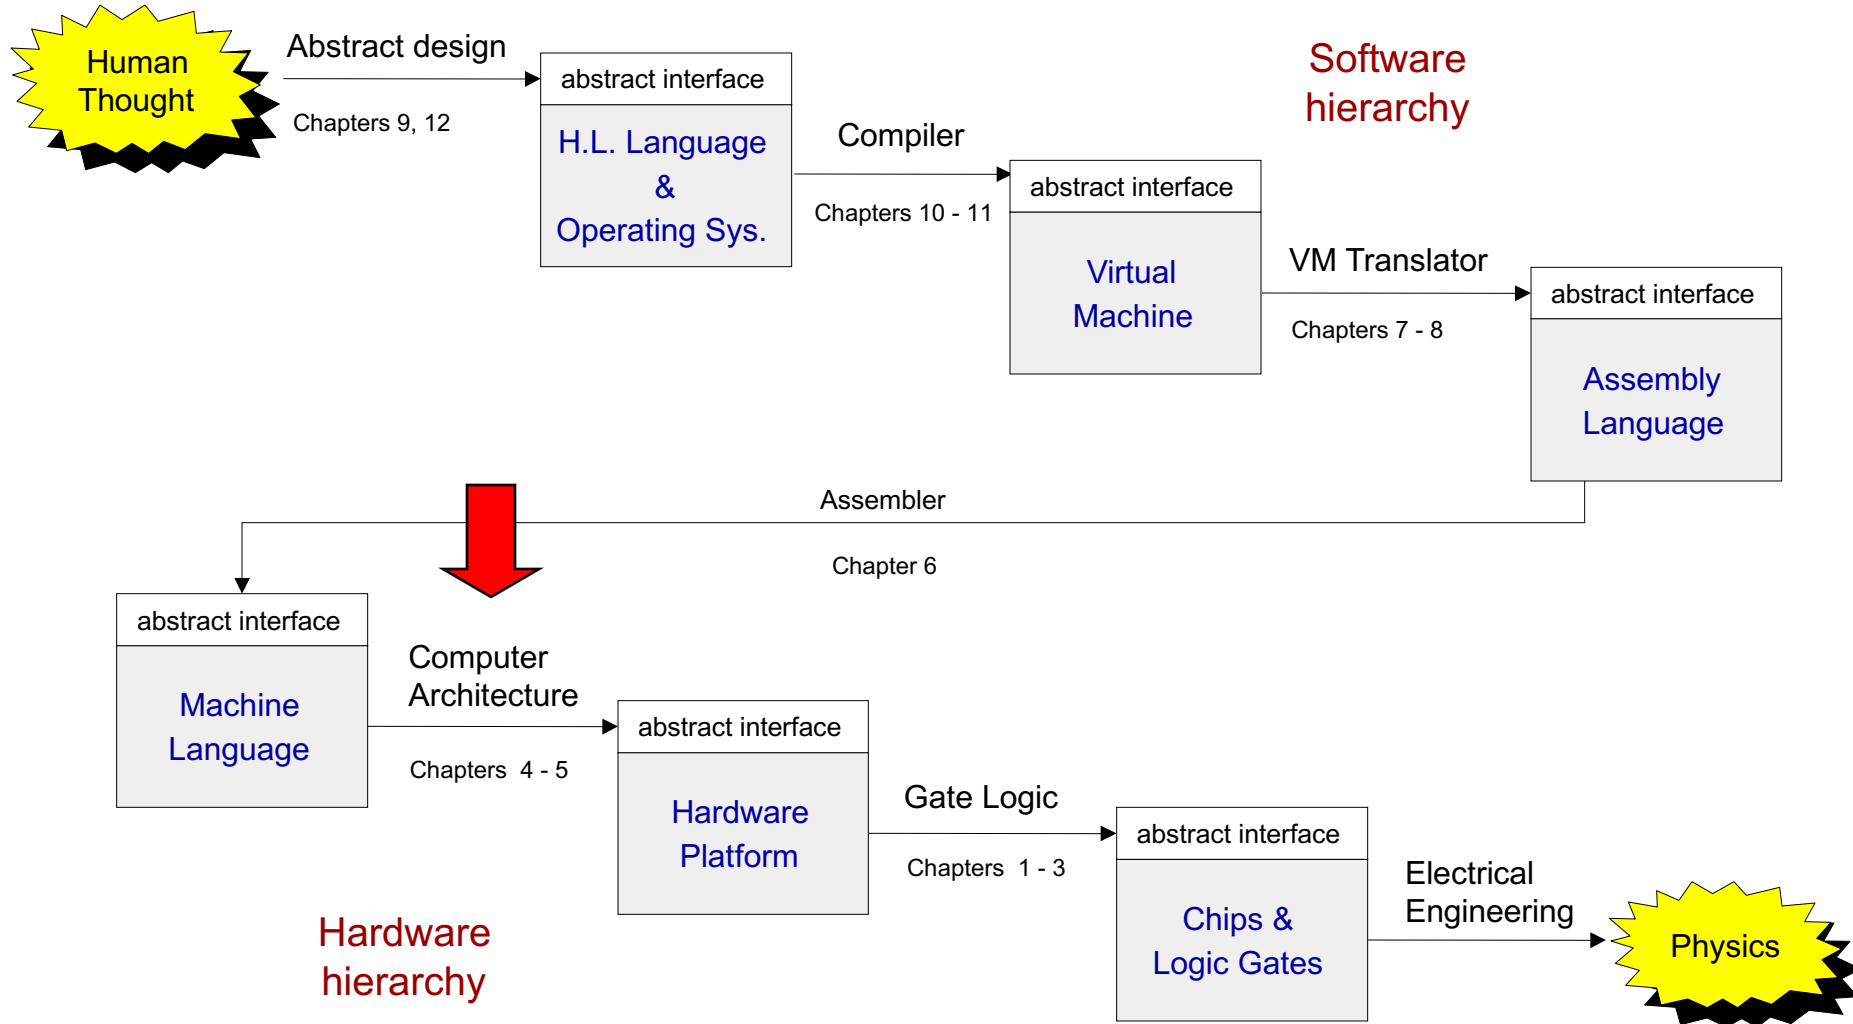 Human
Thought
Abstract design
Chapters 9, 12
abstract interface
H.L. Language
&
Operating Sys.
Compiler
Chapters 10 - 11
Software
hierarchy
abstract interface
Virtual
Machine
VM Translator
Chapters 7 - 8
abstract interface
Assembly
Language
Assembler
Chapter 6
abstract interface
Machine
Language
Computer
Architecture
Chapters 4 - 5
abstract interface
Hardware
Platform
Gate Logic
Chapters 1 - 3
abstract interface
Chips &
Logic Gates
Electrical
Engineering
Physics
Hardware
hierarchy